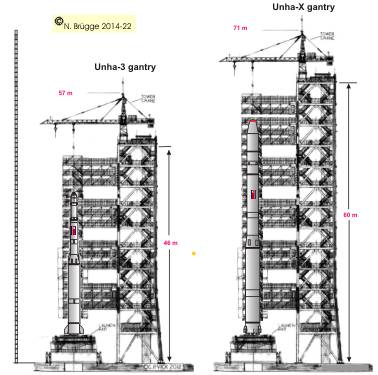 © N. Brügge 2014-22
Unha-3 gantry
57 m
TOWER
CRANE
46 m
LAUNCH
PAD
© C.P.VICK 2012
Unha-X gantry
71 m
TOWER
CRANE
60 m
LAUNCH
PAD